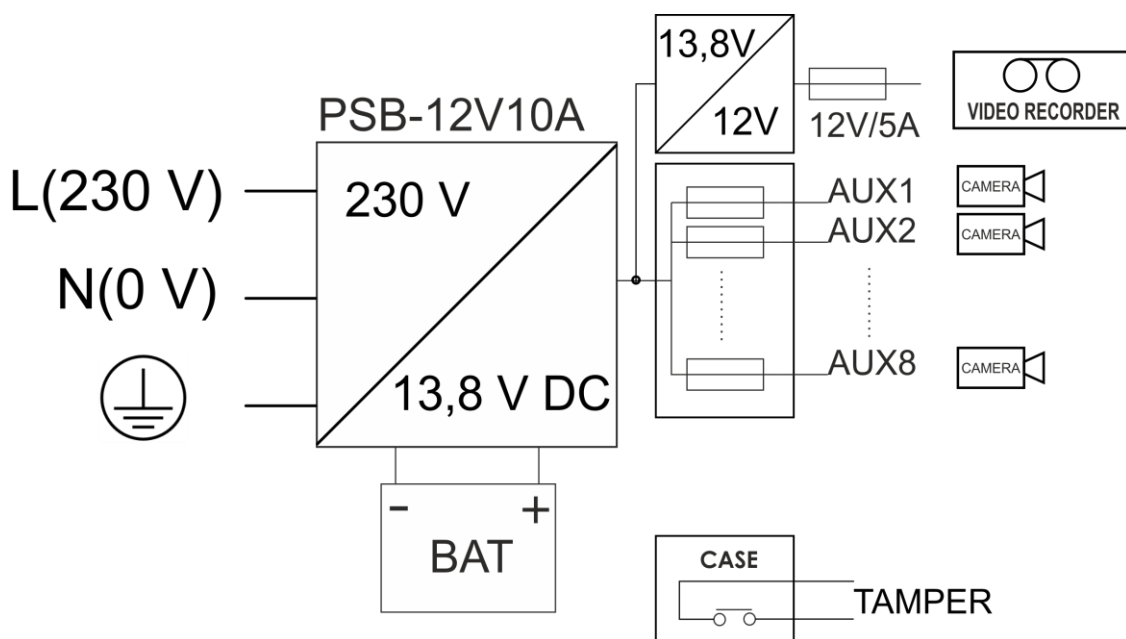 13,8V
12V
12V/5A
VIDEO RECORDER
PSB-12V10A
L(230 V)
230 V
N(0 V)
13,8 V DC
AUX1
CAMERA
AUX2
CAMERA
AUX8
CAMERA
- +
BAT
CASE
TAMPER